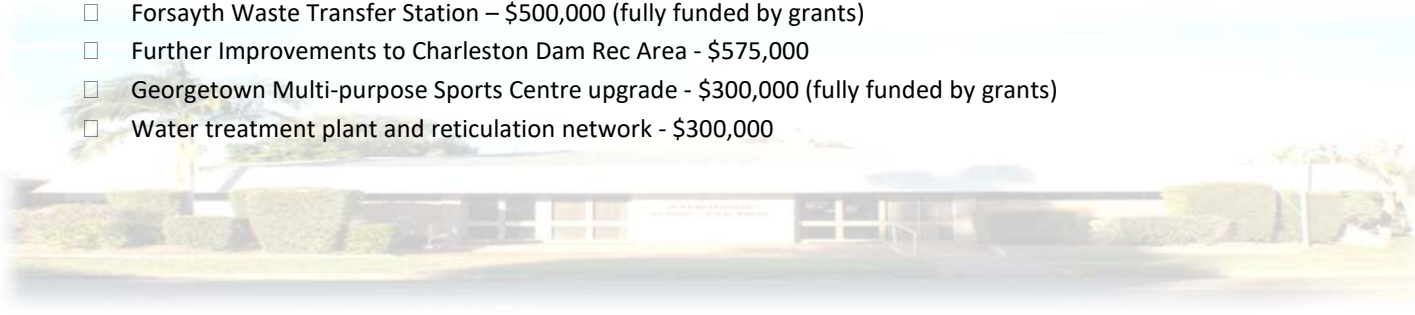 □ Forsayth Waste Transfer Station – $500,000 (fully funded by grants)
□ Further Improvements to Charleston Dam Rec Area - $575,000
□ Georgetown Multi-purpose Sports Centre upgrade - $300,000 (fully funded by grants)
□ Water treatment plant and reticulation network - $300,000